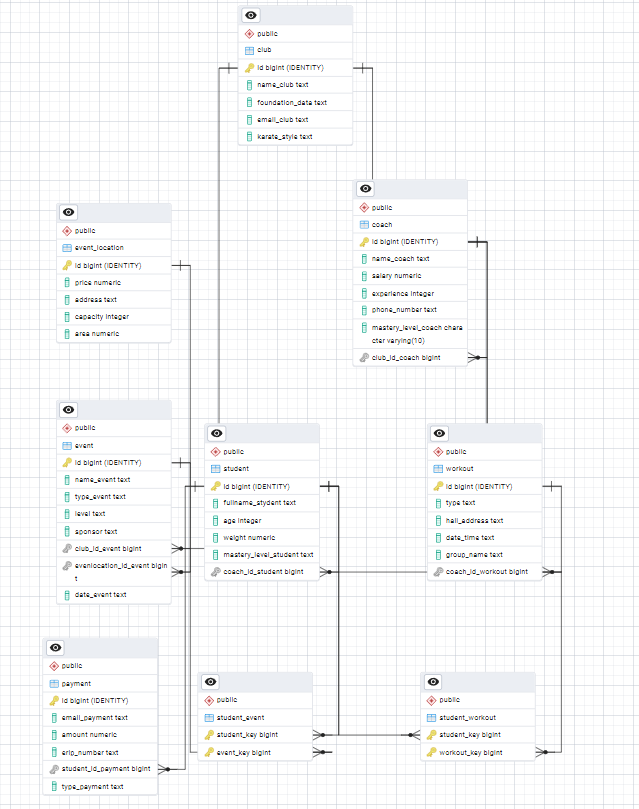 public
club
id bigint (IDENTITY)
name_club text
foundation_data text
email_club text
karate_style text
public
coach
id bigint (IDENTITY)
name_coach text
salary numeric
experience integer
phone_number text
mastery_level_coach chara
cter varying(10)
club_id_coach bigint
public
event_location
id bigint (IDENTITY)
price numeric
address text
capacity integer
area numeric
public
event
id bigint (IDENTITY)
name_event text
type_event text
level text
sponsor text
club_id_event bigint
evenlocation_id_event bigin
t
date_event text
public
student
id bigint (IDENTITY)
fullname_stydent text
age integer
weight numeric
mastery_level_student text
coach_id_student bigint
public
workout
id bigint (IDENTITY)
type text
hall_address text
date_time text
group_name text
coach_id_workout bigint
public
payment
id bigint (IDENTITY)
email_payment text
amount numeric
erip_number text
student_id_payment bigint
type_payment text
public
student_event
student_key bigint
event_key bigint
public
student_workout
student_key bigint
workout_key bigint